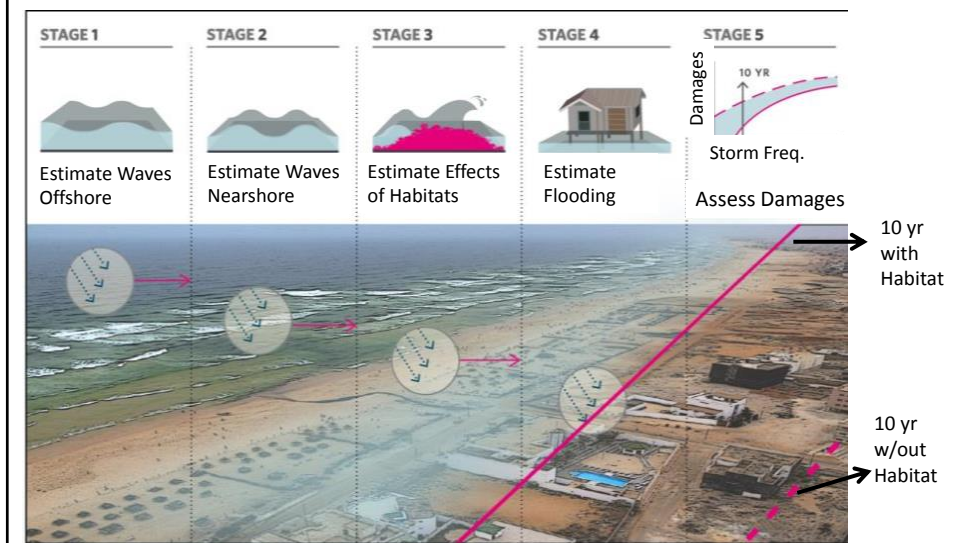 STAGE 1
STAGE 2
STAGE 3
STAGE 4
STAGE 5
Damages
10 YR
Storm Freq.
Estimate Waves
Offshore
Estimate Waves
Nearshore
Estimate Effects
of Habitats
Estimate
Flooding
Assess Damages
10 yr
with
Habitat
10 yr
w/out
Habitat